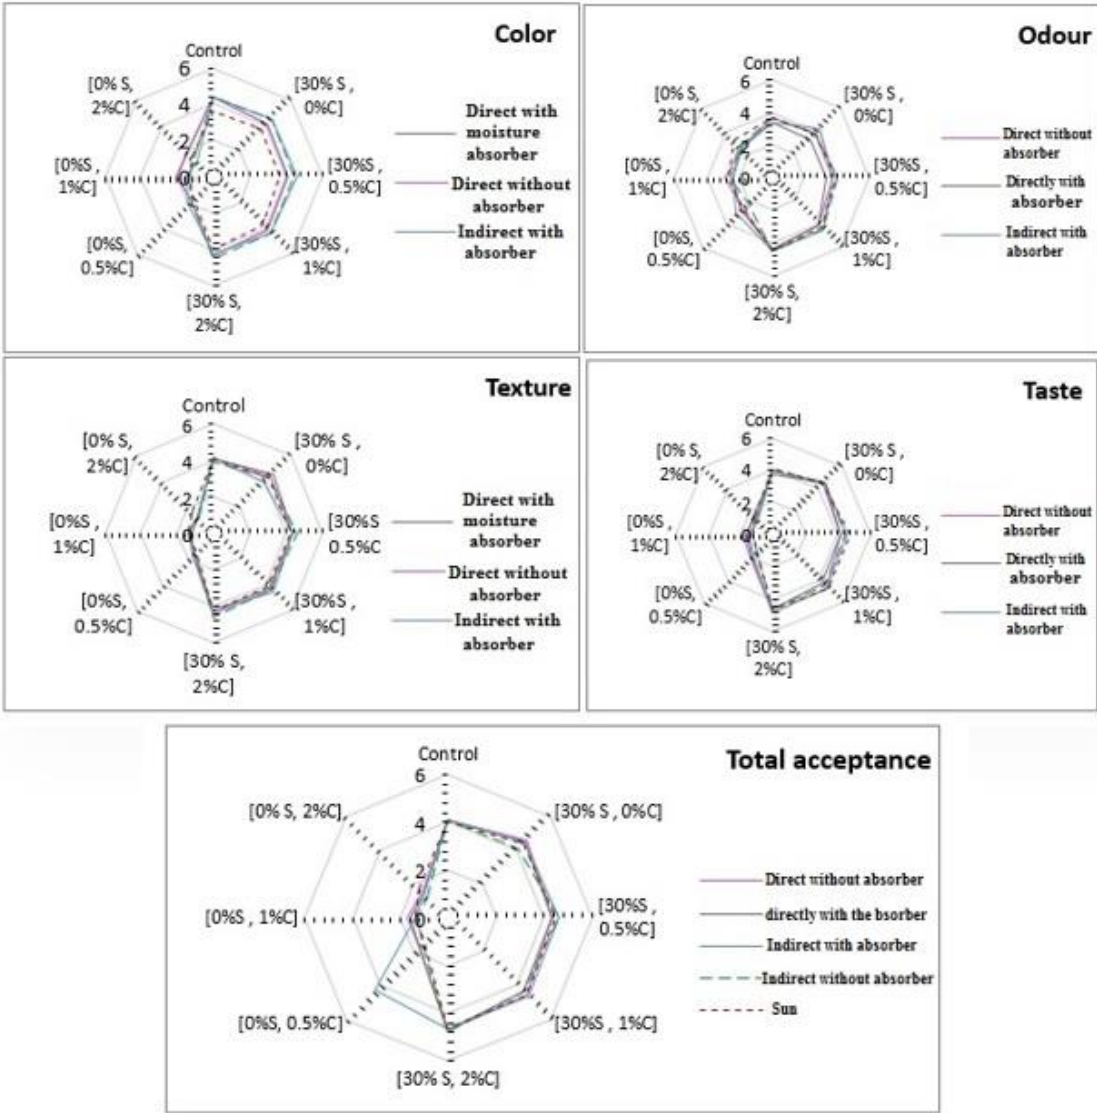 Color
Control
6
4
2
0
[30% S ,
0%C]
[30%S ,
0.5%C]
[30%S ,
1%C]
[30% S,
2%C]
[0%S,
0.5%C]
[0%S ,
1%C]
[0% S,
2%C]
Direct with
moisture
absorber
Direct without
absorber
Indirect with
absorber
Odour
Control
6
4
2
0
[30% S ,
0%C]
[30%S ,
0.5%C]
[30%S ,
1%C]
[30% S,
2%C]
[0%S,
0.5%C]
[0%S ,
1%C]
[0% S,
2%C]
Direct without
absorber
Directly with
absorber
Indirect with
absorber
Texture
Control
6
4
2
0
[30% S ,
0%C]
[30%S
0.5%C
[30%S ,
1%C]
[30% S,
2%C]
[0%S,
0.5%C]
[0%S ,
1%C]
[0% S,
2%C]
Direct with
moisture
absorber
Direct without
absorber
Indirect with
absorber
Taste
Control
6
4
2
0
[30% S ,
0%C]
[30%S ,
0.5%C]
[30%S ,
1%C]
[30% S,
2%C]
[0%S,
0.5%C]
[0%S ,
1%C]
[0% S,
2%C]
Direct without
absorber
Directly with
absorber
Indirect with
absorber
Total acceptance
Control
6
4
2
0
[30% S , 0%C]
[30%S ,
0.5%C]
[30%S , 1%C]
[30% S, 2%C]
[0%S, 0.5%C]
[0%S , 1%C]
[0% S, 2%C]
Direct without absorber
directly with the bsorber
Indirect with absorber
Indirect without absorber
Sun